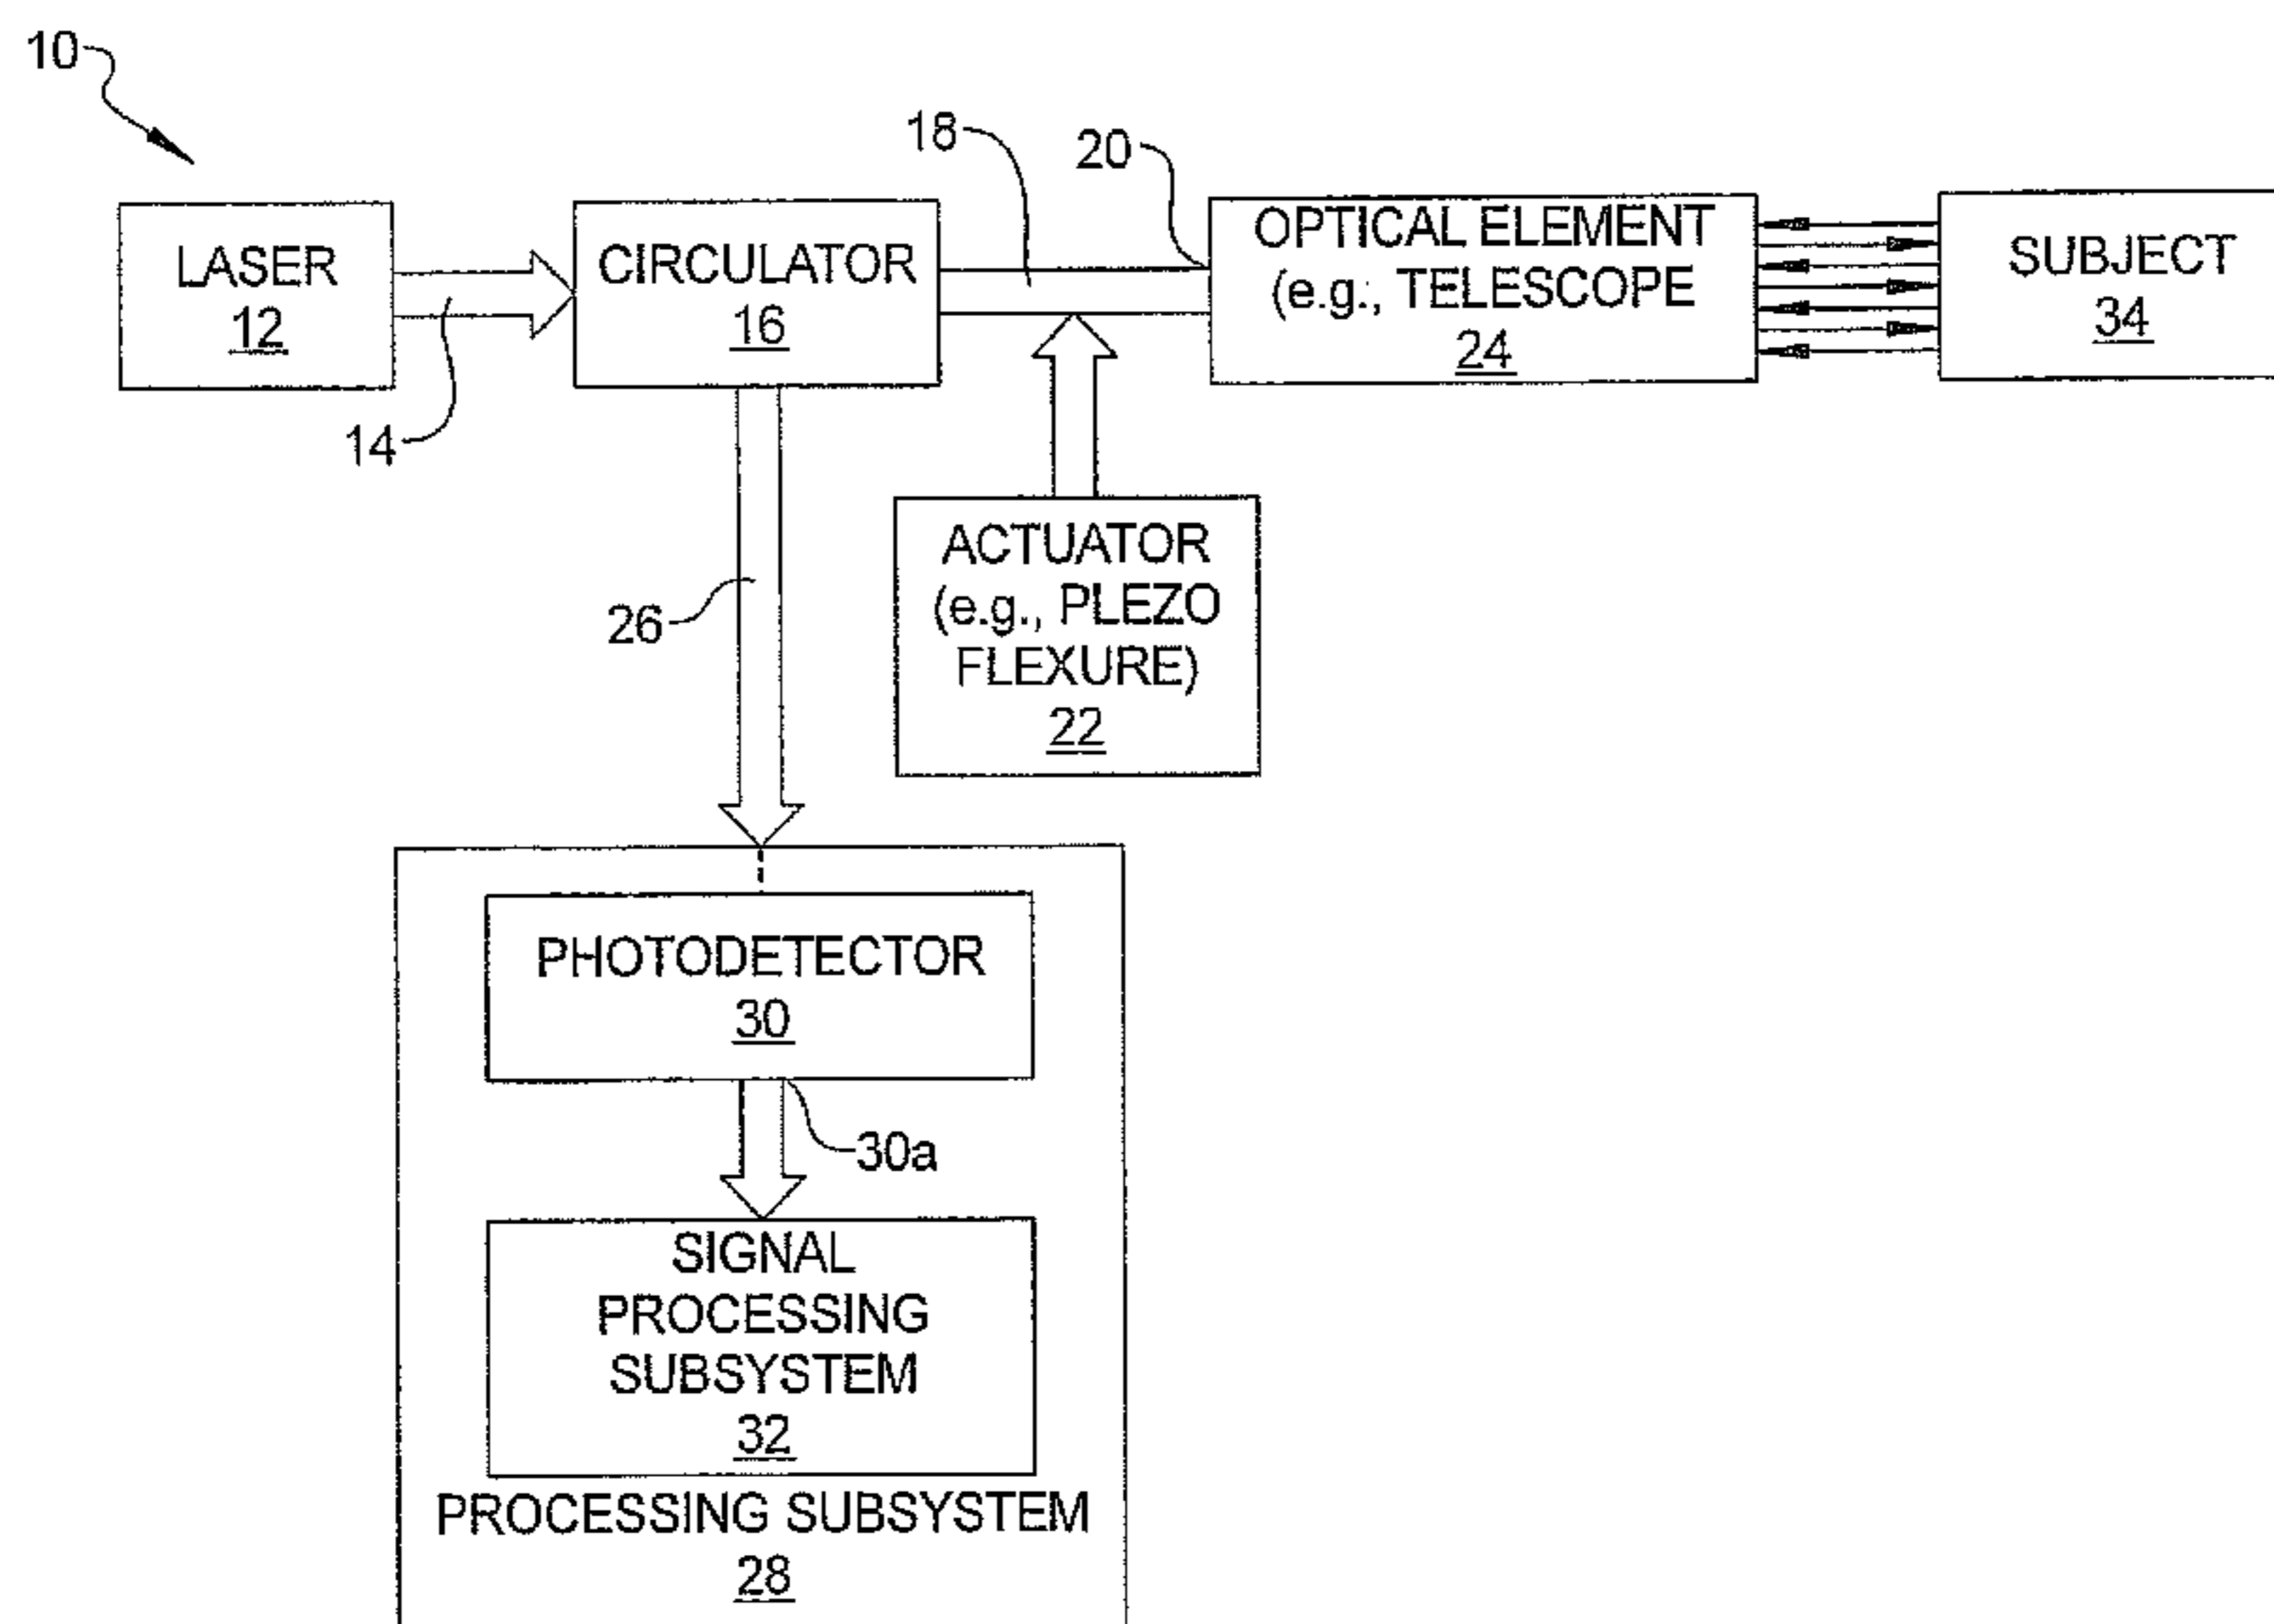 10
18
20
LASER
12
CIRCULATOR
16
OPTICAL ELEMENT
(e.g., TELESCOPE
24
SUBJECT
34
14
ACTUATOR
(e.g., PLEZO
FLEXURE)
22
26
PHOTODETECTOR
30
30a
SIGNAL
PROCESSING
SUBSYSTEM
32
PROCESSING SUBSYSTEM
28